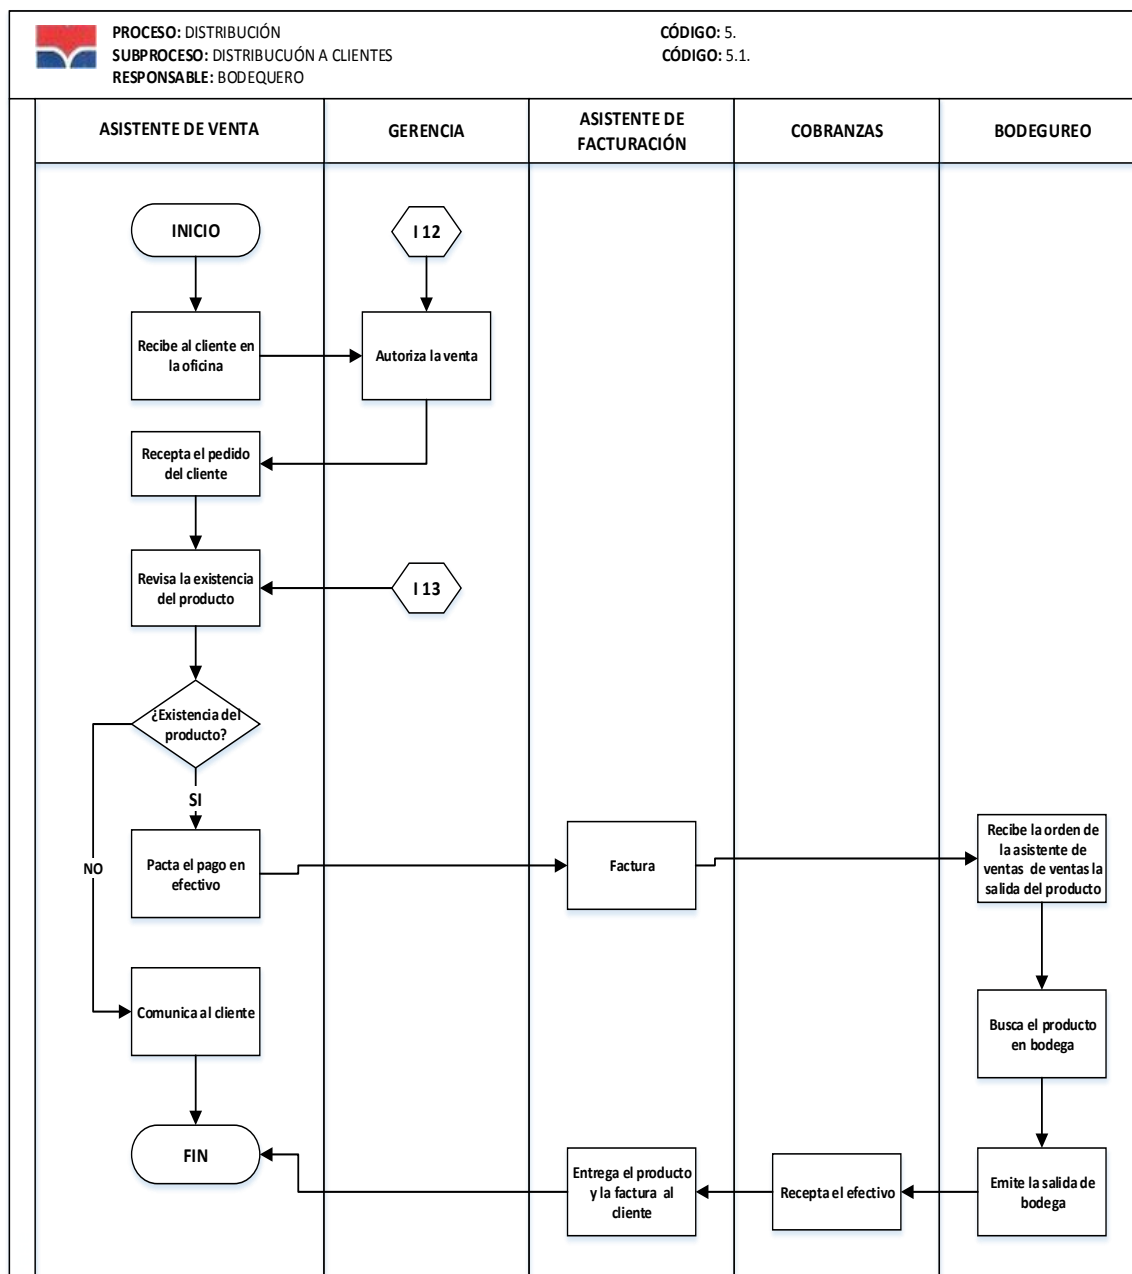 PROCESO: DISTRIBUCIÓN
CÓDIGO: 5.
SUBPROCESO: DISTRIBUCUÓN A CLIENTES
CÓDIGO: 5.1.
RESPONSABLE: BODEQUERO
ASISTENTE DE VENTA
GERENCIA
ASISTENTE DE
FACTURACIÓN
COBRANZAS
BODEGUREO
INICIO
I 12
Recibe al cliente en
la oficina
Autoriza la venta
Recepta el pedido
del cliente
Revisa la existencia
del producto
I 13
¿Existencia del
producto?
SI
NO
Pacta el pago en
efectivo
Factura
Recibe la orden de
la asistente de
ventas de ventas la
salida del producto
Comunica al cliente
Busca el producto
en bodega
FIN
Entrega el producto
y la factura al
cliente
Recepta el efectivo
Emite la salida de
bodega